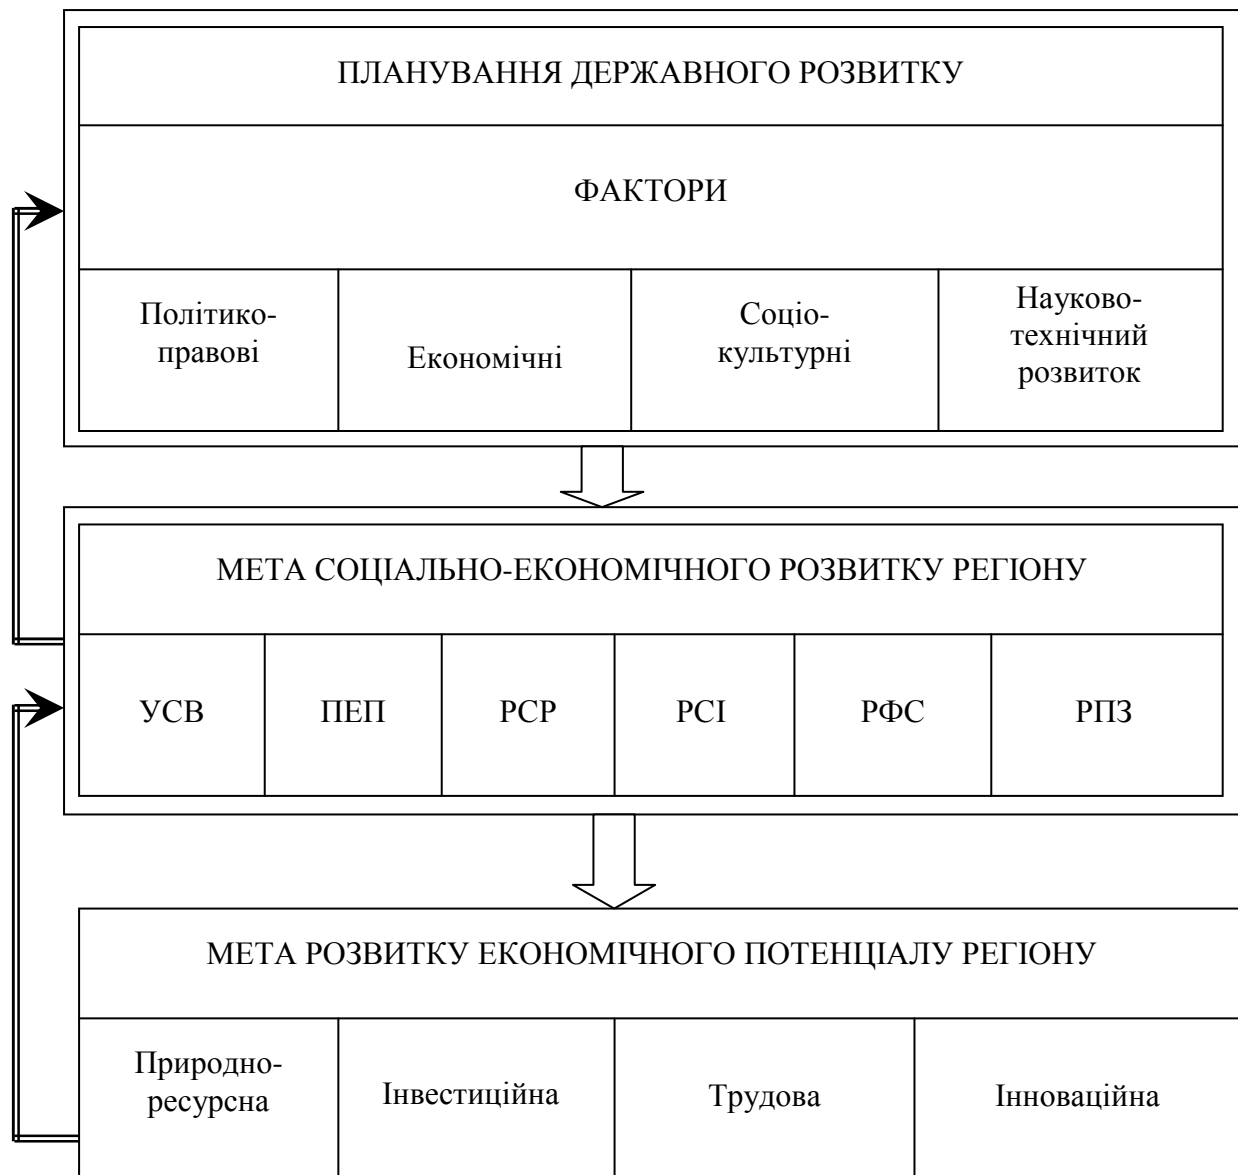 ПЛАНУВАННЯ ДЕРЖАВНОГО РОЗВИТКУ
ФАКТОРИ
Політико-
правові
Економічні
Соціо-
культурні
Науково-
технічний
розвиток
МЕТА СОЦІАЛЬНО-ЕКОНОМІЧНОГО РОЗВИТКУ РЕГІОНУ
УСВ
ПЕП
РСР
РСІ
РФС
РПЗ
МЕТА РОЗВИТКУ ЕКОНОМІЧНОГО ПОТЕНЦІАЛУ РЕГІОНУ
Природно-
ресурсна
Інвестиційна
Трудова
Інноваційна